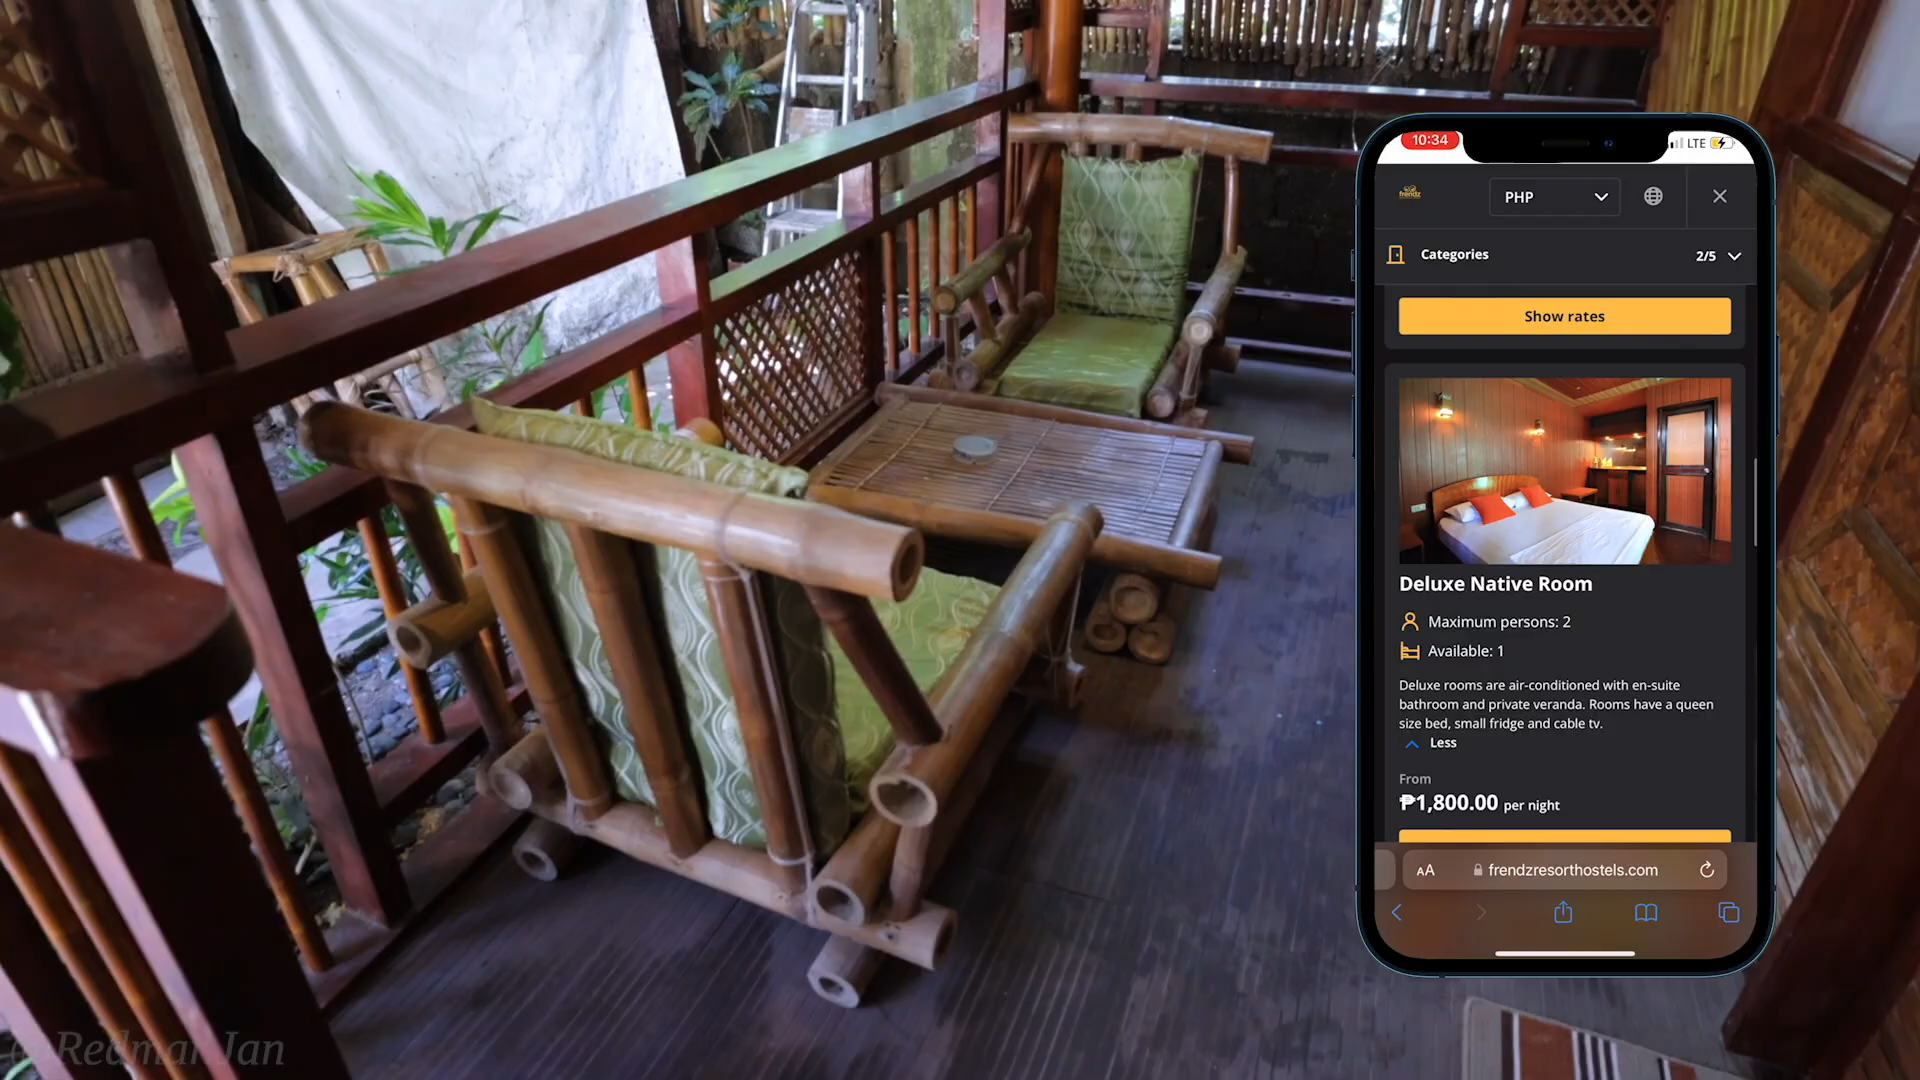 10:34
LTE
frendz
PHP
Categories
2/5
Show rates
Deluxe Native Room
Maximum persons: 2
Available: 1
Deluxe rooms are air-conditioned with en-suite
bathroom and private veranda. Rooms have a queen
size bed, small fridge and cable tv.
Less
From
₱1,800.00 per night
AA
frendzresorthostels.com
@Redmar Jan